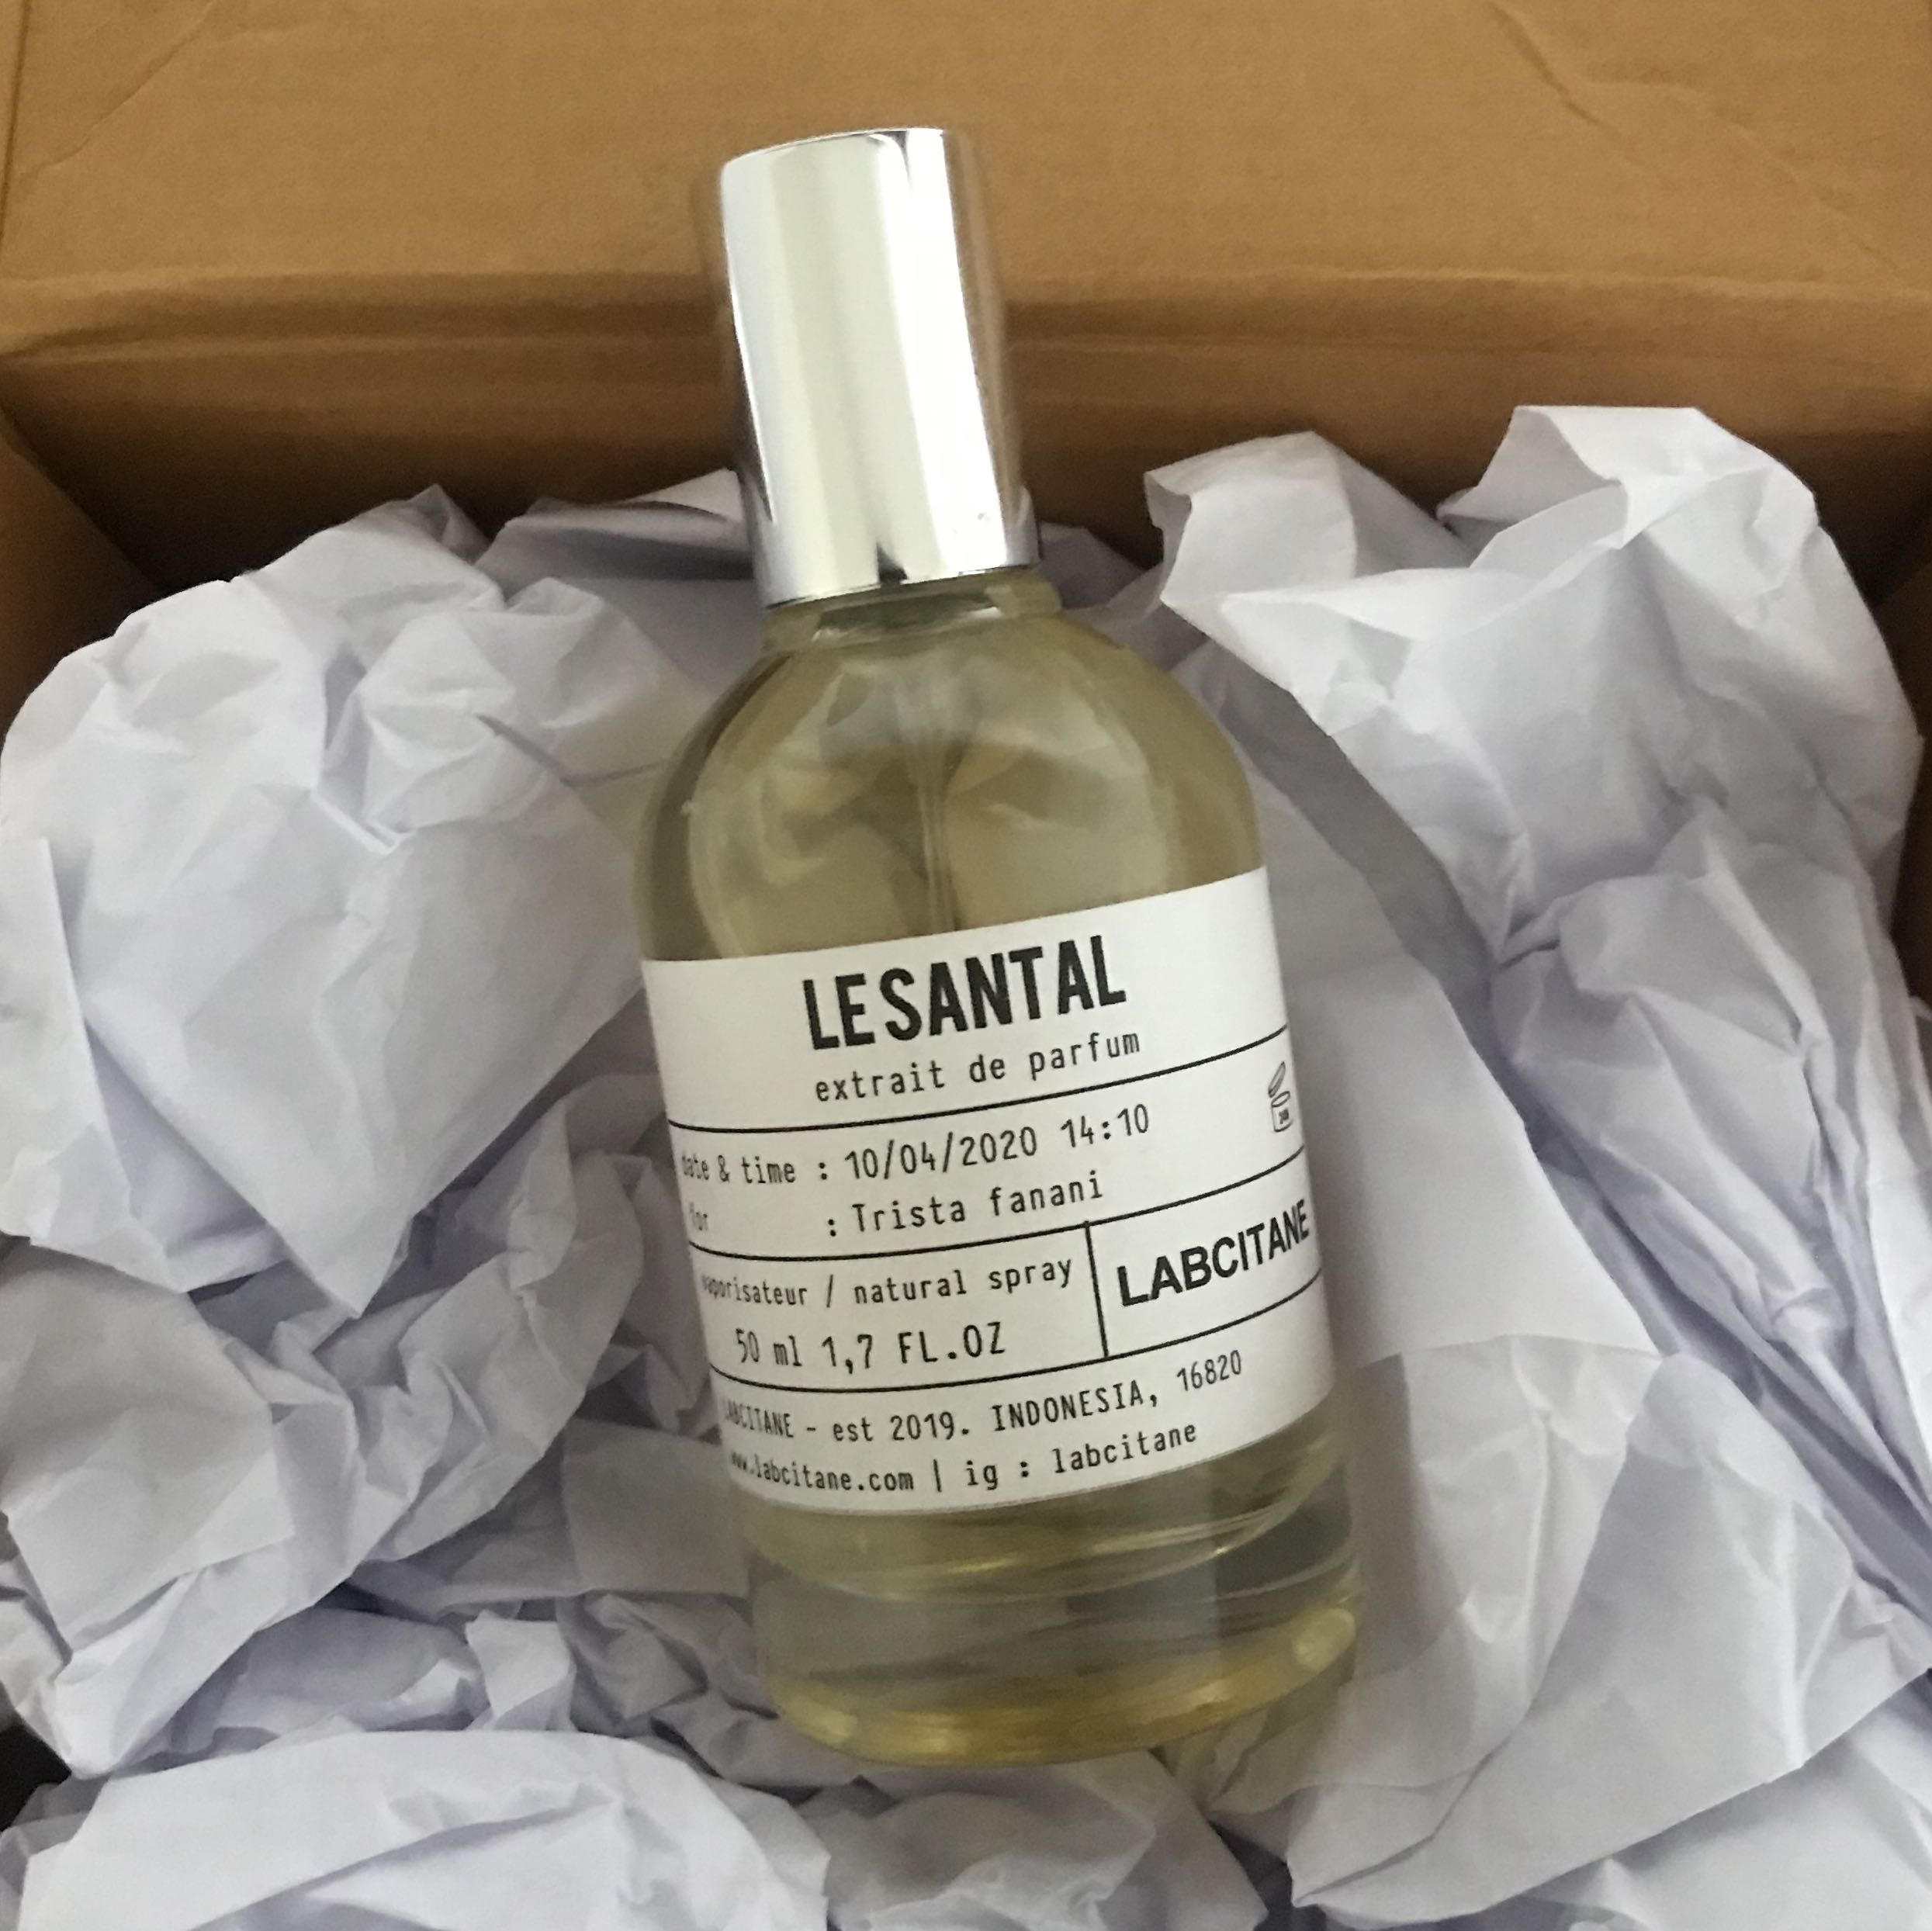 LE SANTAL
extrait de parfum
date & time : 10/04/2020 14:10
for : Trista fanani
vaporisateur / natural spray
50 ml 1,7 FL.OZ
LABCITANE
LABCITANE - est 2019. INDONESIA, 16820
www.labcitane.com | ig : labcitane